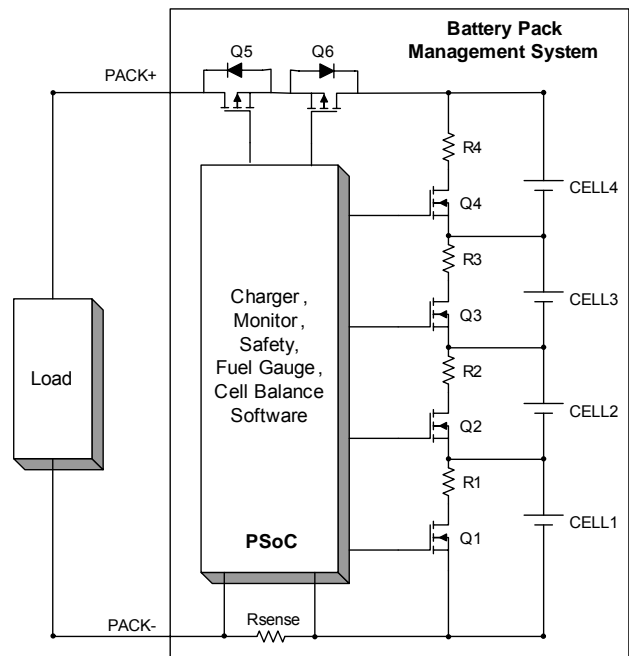 Battery Pack
Management System
Q5
Q6
PACK+
R4
Q4
CELL4
R3
Q3
CELL3
R2
Q2
CELL2
R1
Q1
CELL1
Charger ,
Monitor ,
Safety,
Fuel Gauge ,
Cell Balance
Software
PSoC
Load
PACK-
Rsense